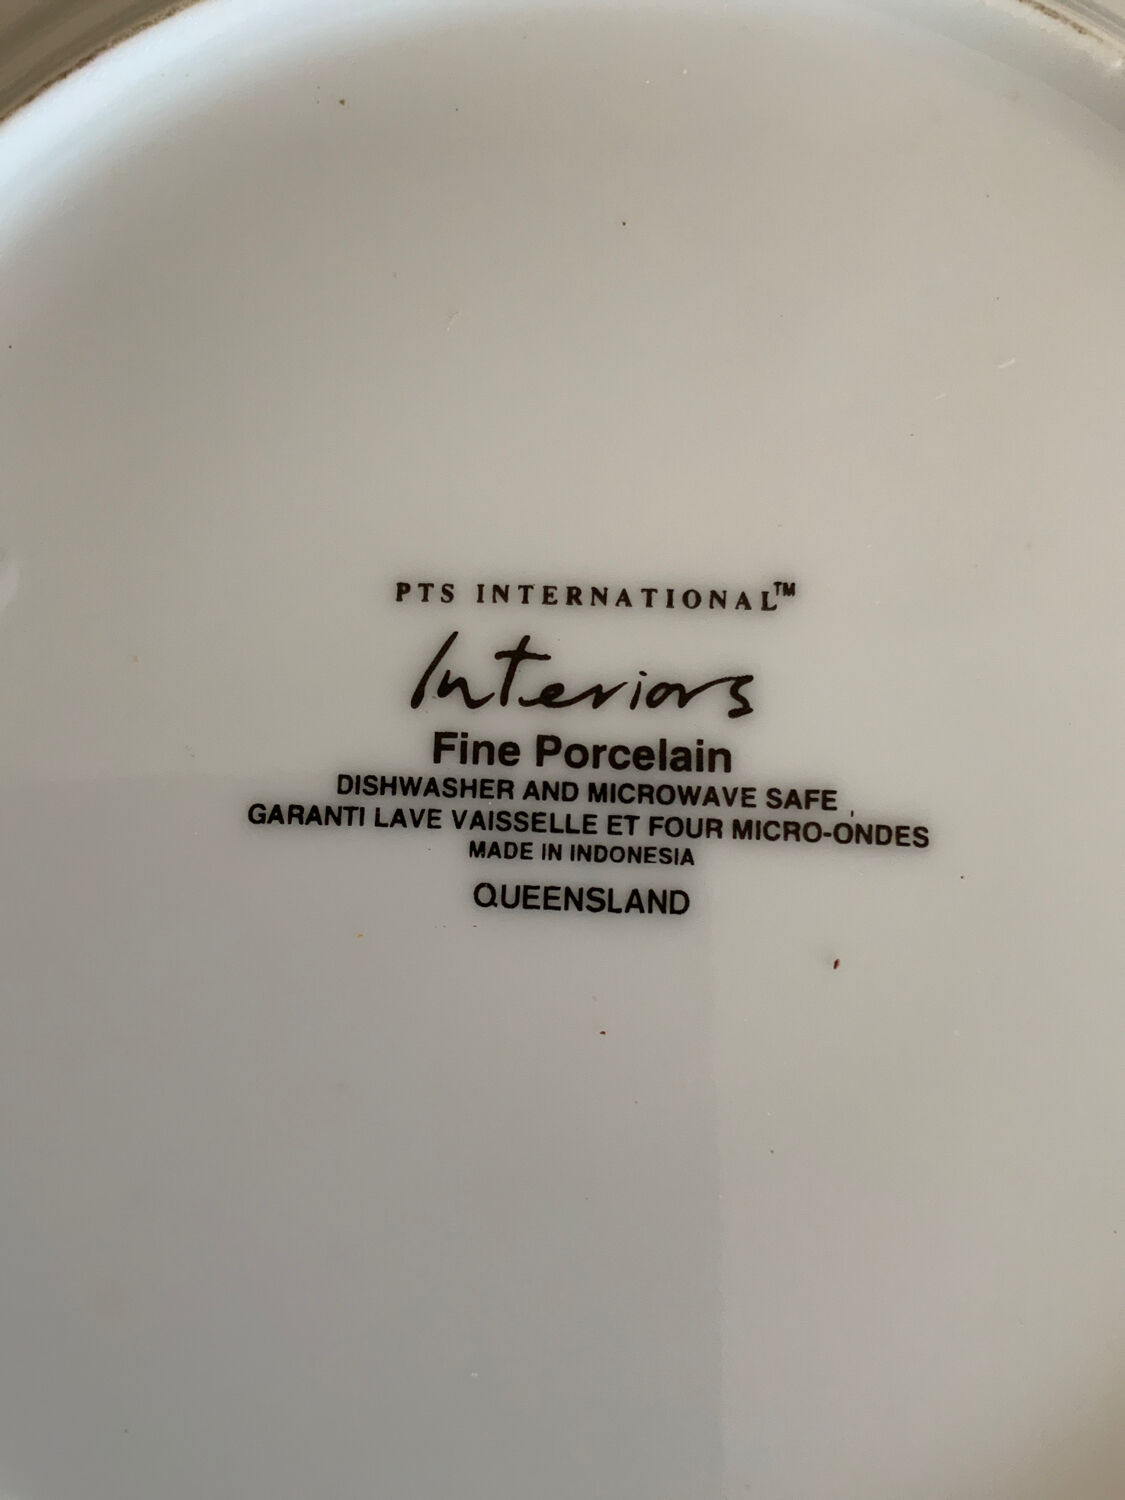 PTS INTERNATIONAL™
Interiors
Fine Porcelain
DISHWASHER AND MICROWAVE SAFE
GARANTI LAVE VAISSELLE ET FOUR MICRO-ONDES
MADE IN INDONESIA
QUEENSLAND